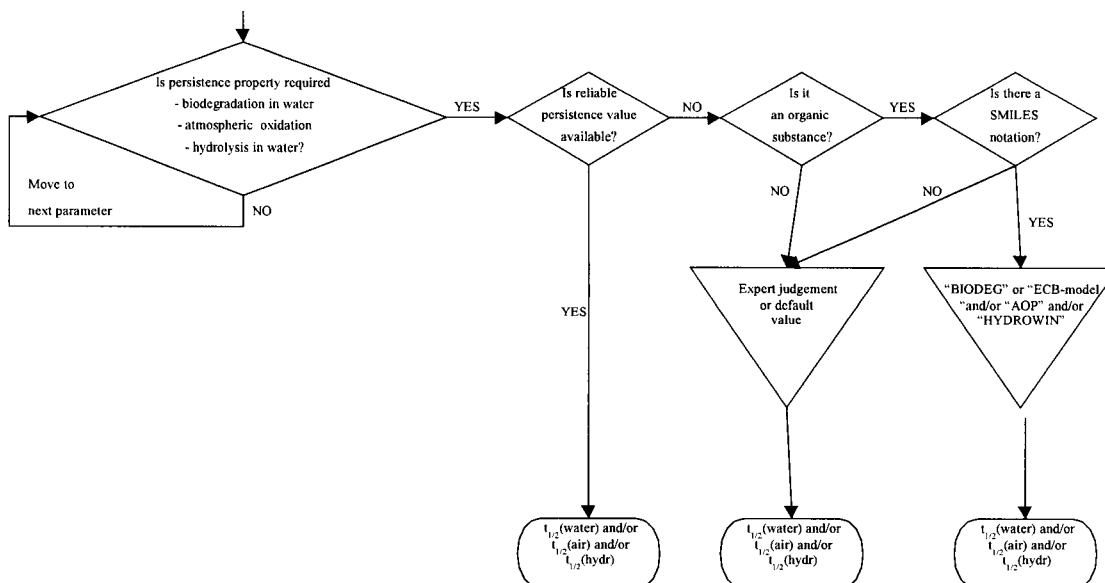 Is persistence property required
- biodegradation in water
- atmospheric oxidation
- hydrolysis in water?
YES
Is reliable
persistence value
available?
NO
Is it
an organic
substance?
YES
Is there a
SMILES
notation?
Move to
next parameter
NO
NO
NO
YES
YES
Expert judgement
or default
value
"BIODEG" or "ECB-model
"and/or "AOP" and/or
"HYDROWIN"
t1/2(water) and/or
t1/2(air) and/or
t1/2(hydr)
t1/2(water) and/or
t1/2(air) and/or
t1/2(hydr)
t1/2(water) and/or
t1/2(air) and/or
t1/2(hydr)